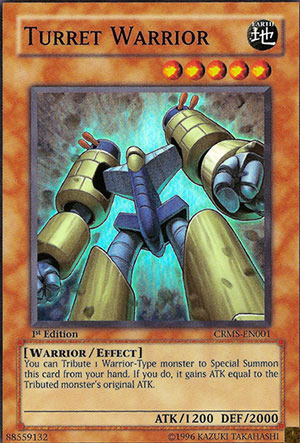 TURRET WARRIOR
EARTH
地
1st Edition
CRMS-EN001
[WARRIOR/EFFECT]
You can Tribute 1 Warrior-Type monster to Special Summon
this card from your hand. If you do, it gains ATK equal to the
Tributed monster's original ATK.
ATK/1200 DEF/2000
88559132
©1996 KAZUKI TAKAHASHI